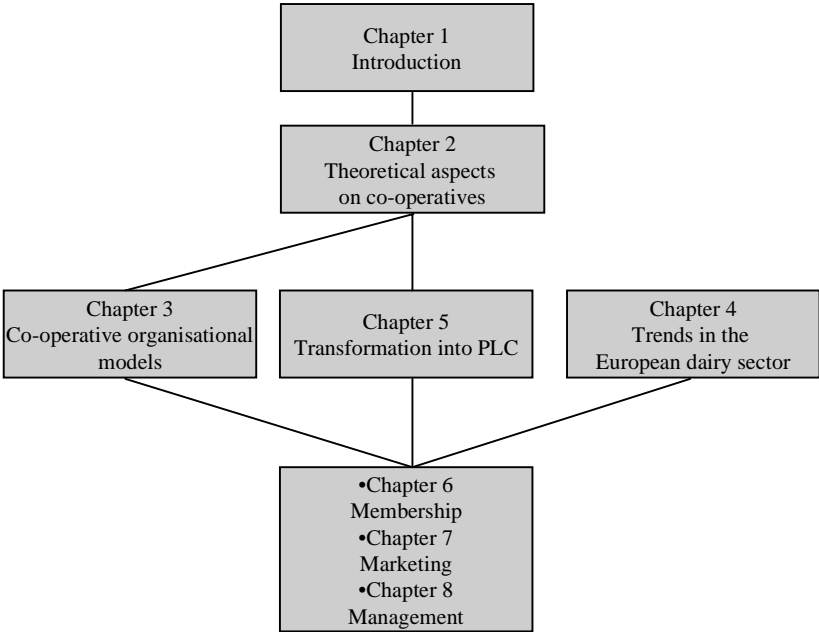 Chapter 1
Introduction
Chapter 2
Theoretical aspects
on co-operatives
Chapter 3
Co-operative organisational
models
Chapter 5
Transformation into PLC
Chapter 4
Trends in the
European dairy sector
•Chapter 6
Membership
•Chapter 7
Marketing
•Chapter 8
Management